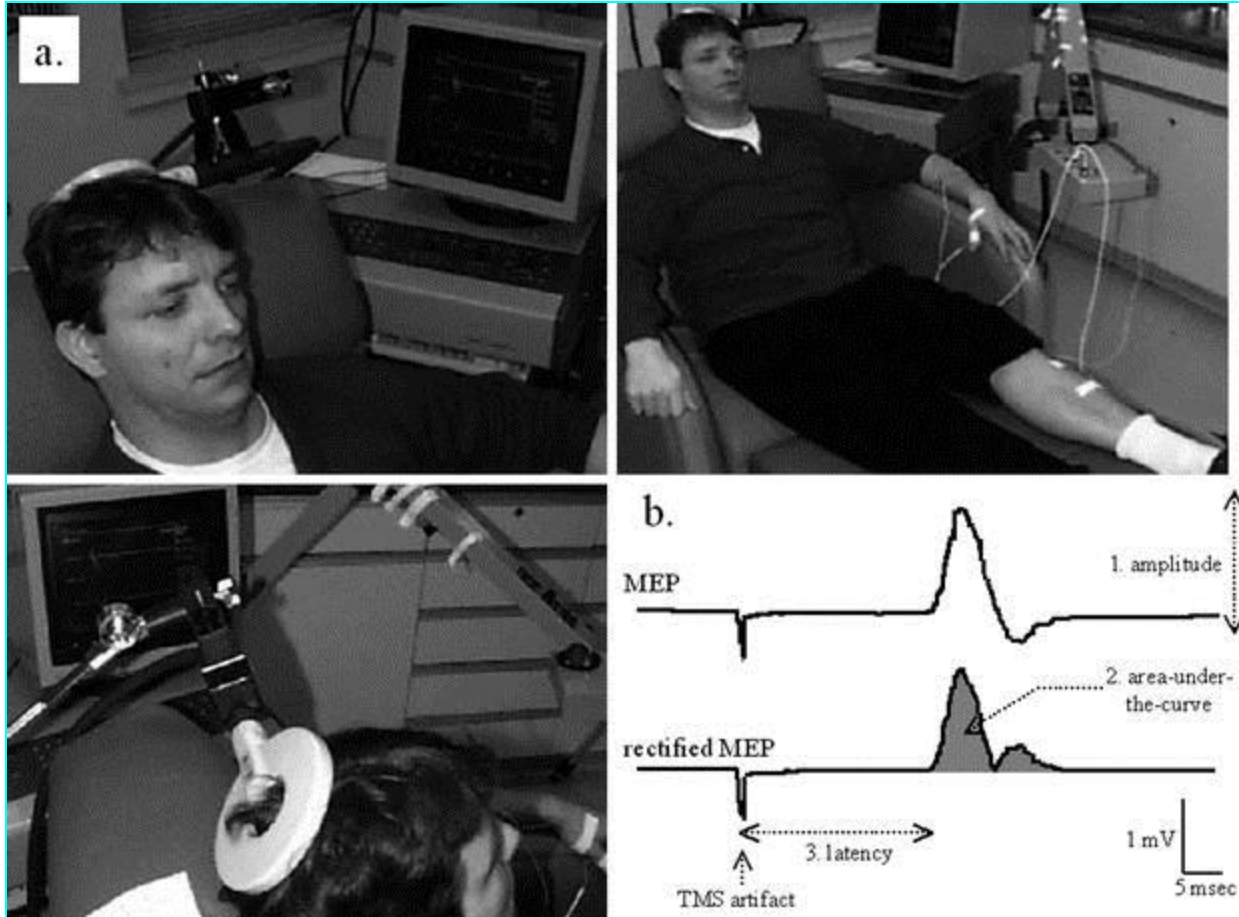 a.
b.
MEP
1. amplitude
2. area-under-
the-curve
rectified MEP
3. latency
1 mV
TMS artifact
5 msec